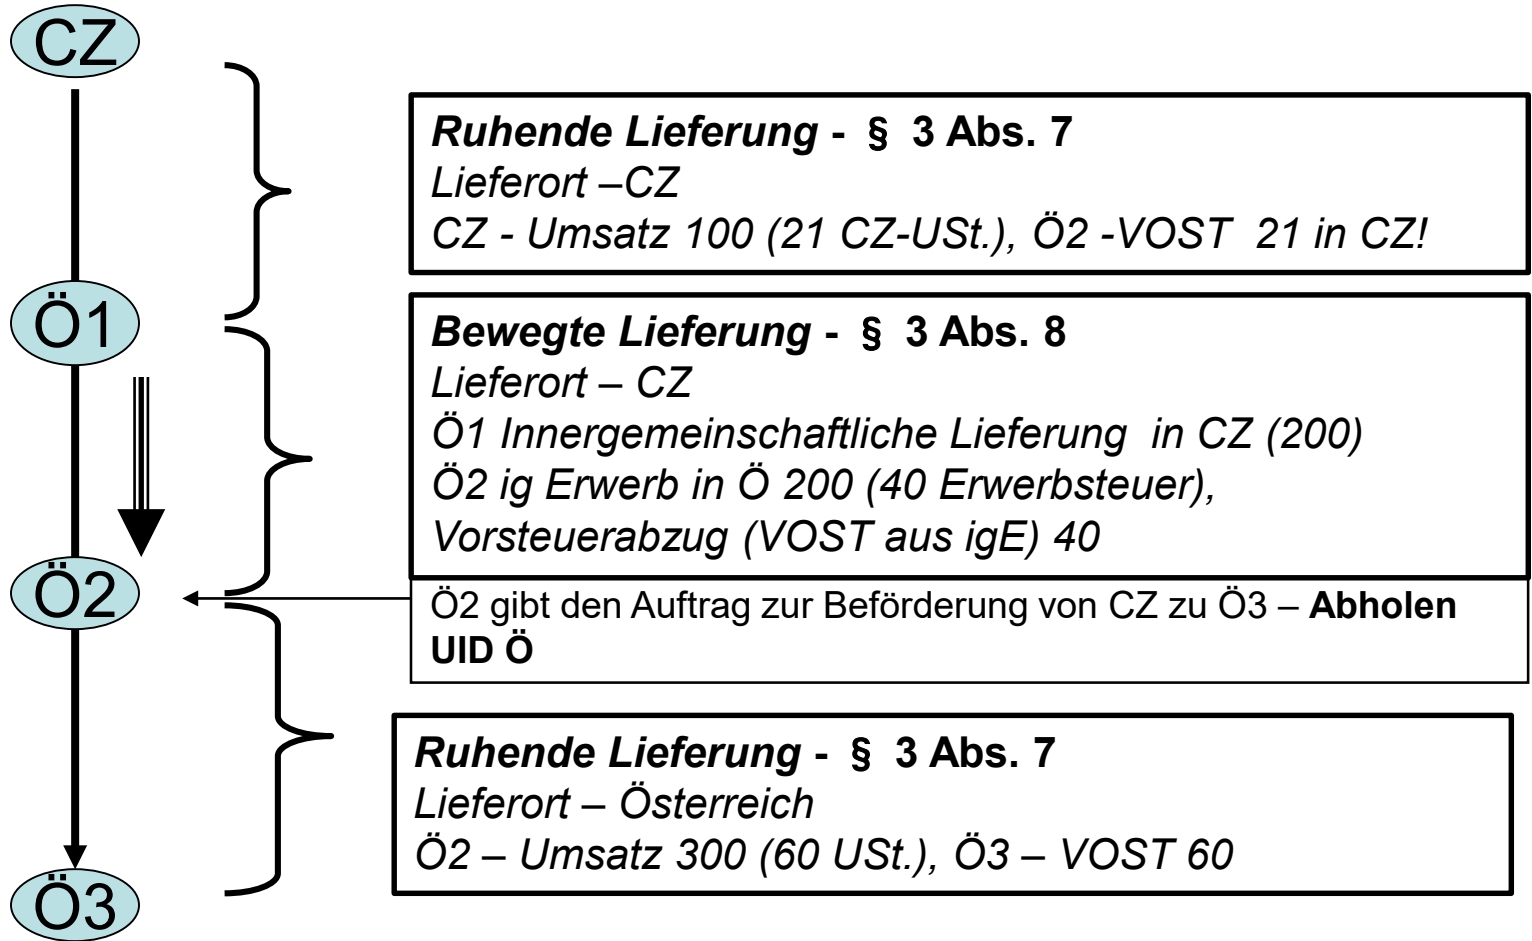 CZ
Ruhende Lieferung - § 3 Abs. 7
Lieferort –CZ
CZ - Umsatz 100 (21 CZ-USt.), Ö2 -VOST 21 in CZ!
Ö1
Bewegte Lieferung - § 3 Abs. 8
Lieferort – CZ
Ö1 Innergemeinschaftliche Lieferung in CZ (200)
Ö2 ig Erwerb in Ö 200 (40 Erwerbsteuer),
Vorsteuerabzug (VOST aus igE) 40
Ö2
Ö2 gibt den Auftrag zur Beförderung von CZ zu Ö3 – Abholen
UID Ö
Ruhende Lieferung - § 3 Abs. 7
Lieferort – Österreich
Ö2 – Umsatz 300 (60 USt.), Ö3 – VOST 60
Ö3